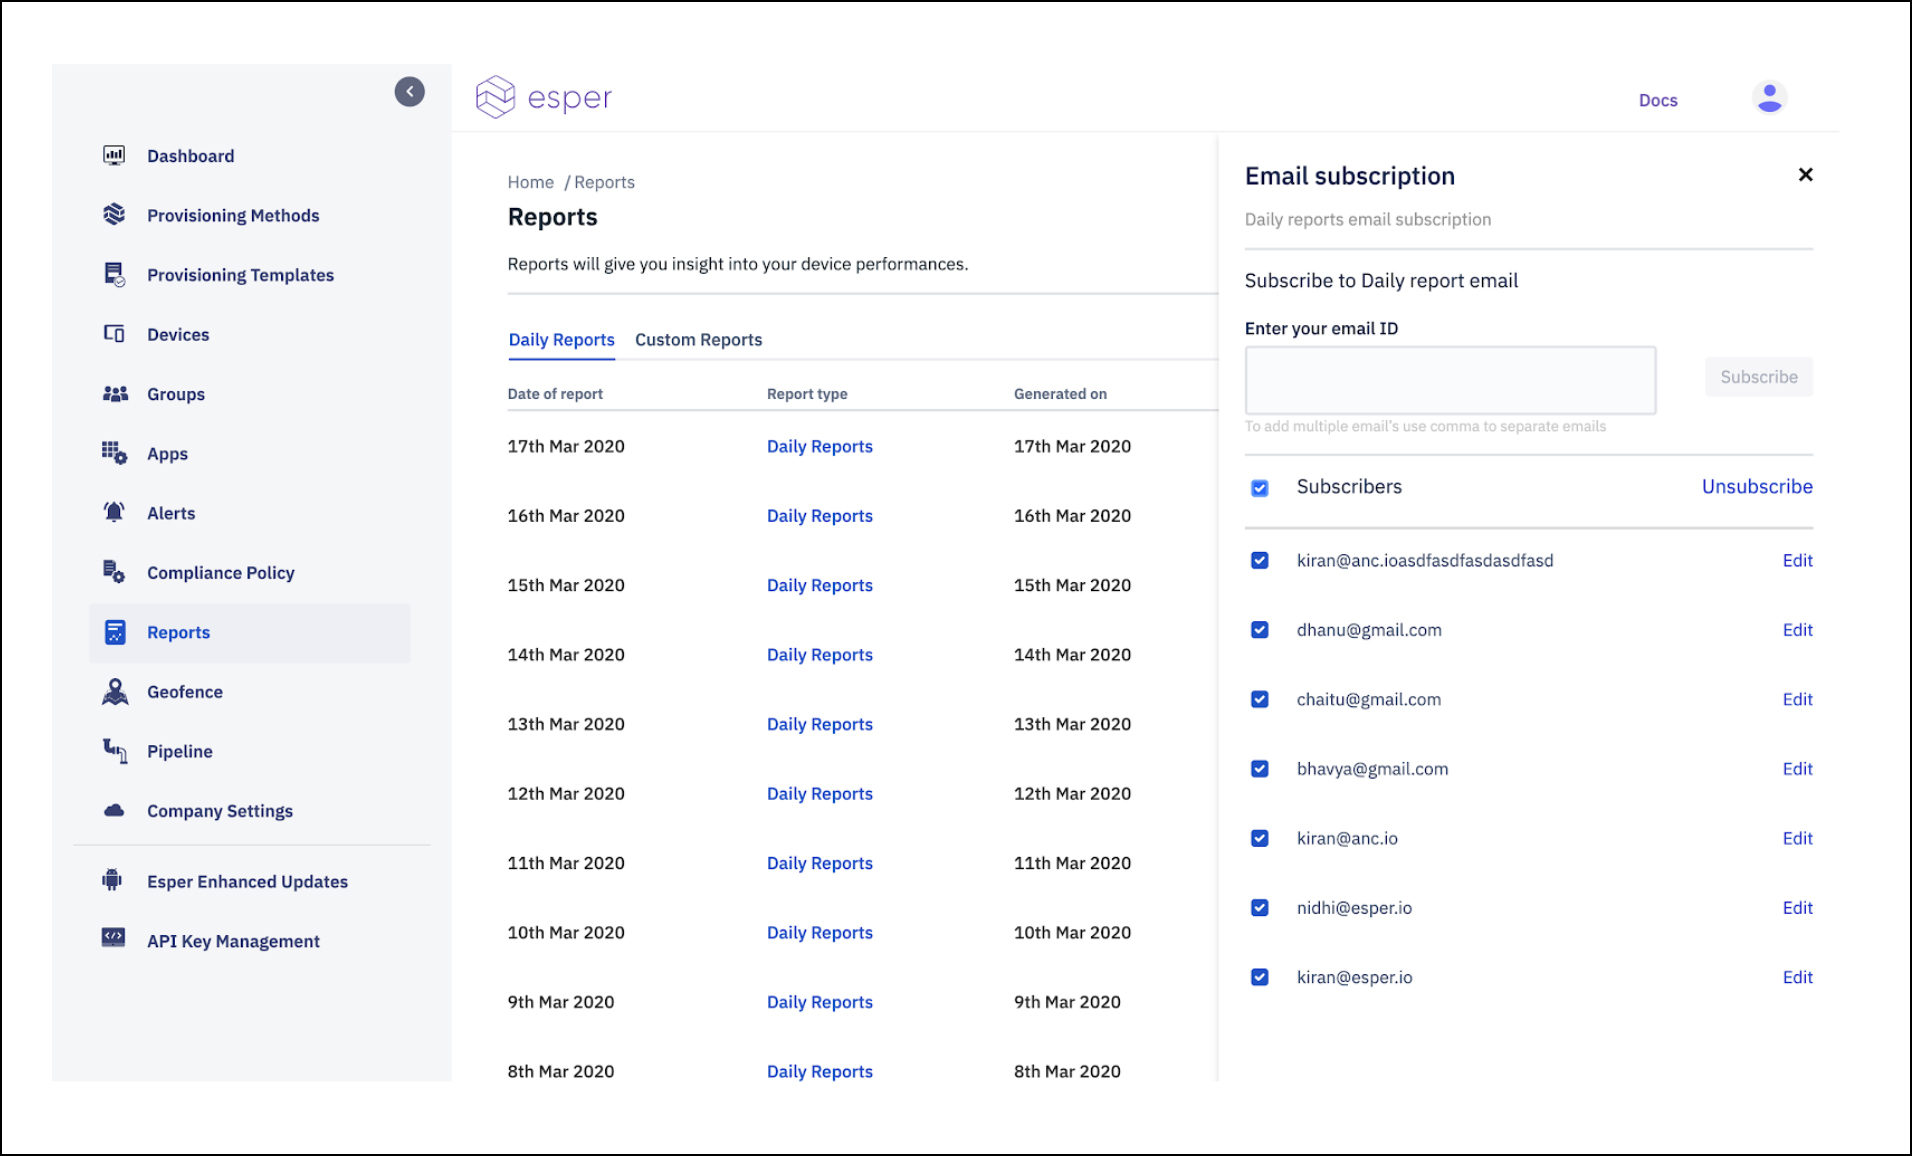 esper
Docs
Dashboard
Provisioning Methods
Provisioning Templates
Devices
Groups
Apps
Alerts
Compliance Policy
Reports
Geofence
Pipeline
Company Settings
Esper Enhanced Updates
API Key Management
Home / Reports
Reports
Reports will give you insight into your device performances.
Daily Reports Custom Reports
Date of report Report type Generated on
17th Mar 2020 Daily Reports 17th Mar 2020
16th Mar 2020 Daily Reports 16th Mar 2020
15th Mar 2020 Daily Reports 15th Mar 2020
14th Mar 2020 Daily Reports 14th Mar 2020
13th Mar 2020 Daily Reports 13th Mar 2020
12th Mar 2020 Daily Reports 12th Mar 2020
11th Mar 2020 Daily Reports 11th Mar 2020
10th Mar 2020 Daily Reports 10th Mar 2020
9th Mar 2020 Daily Reports 9th Mar 2020
8th Mar 2020 Daily Reports 8th Mar 2020
Email subscription
Daily reports email subscription
Subscribe to Daily report email
Enter your email ID
Subscribe
To add multiple email's use comma to separate emails
Subscribers Unsubscribe
kiran@anc.ioasdfasdfasdasdfasd Edit
dhanu@gmail.com Edit
chaitu@gmail.com Edit
bhavya@gmail.com Edit
kiran@anc.io Edit
nidhi@esper.io Edit
kiran@esper.io Edit